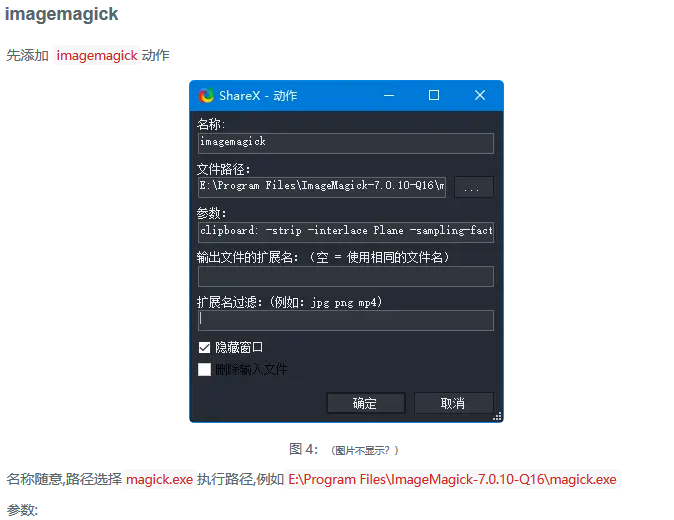 imagemagick
先添加 imagemagick 动作
ShareX - 动作
名称:
imagemagick
文件路径:
E:\Program Files\ImageMagick-7.0.10-Q16\m
...
参数:
clipboard: -strip -interlace Plane -sampling-fact
输出文件的扩展名: (空 = 使用相同的文件名)
扩展名过滤: (例如: jpg png mp4)
隐藏窗口
删除输入文件
确定 取消
图 4: (图片不显示? )
名称随意,路径选择 magick.exe 执行路径,例如 E:\Program Files\ImageMagick-7.0.10-Q16\magick.exe
参数: